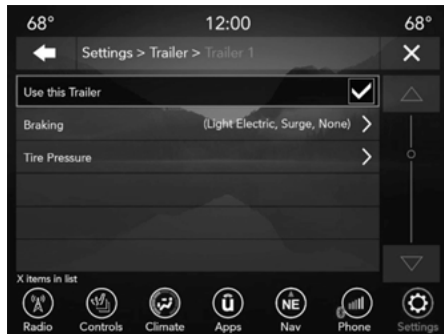 68° 12:00 68°
Settings > Trailer > Trailer 1
Use this Trailer
Braking (Light Electric, Surge, None) >
Tire Pressure >
X items in list
Radio Controls Climate Apps Nav Phone Settings
û NE